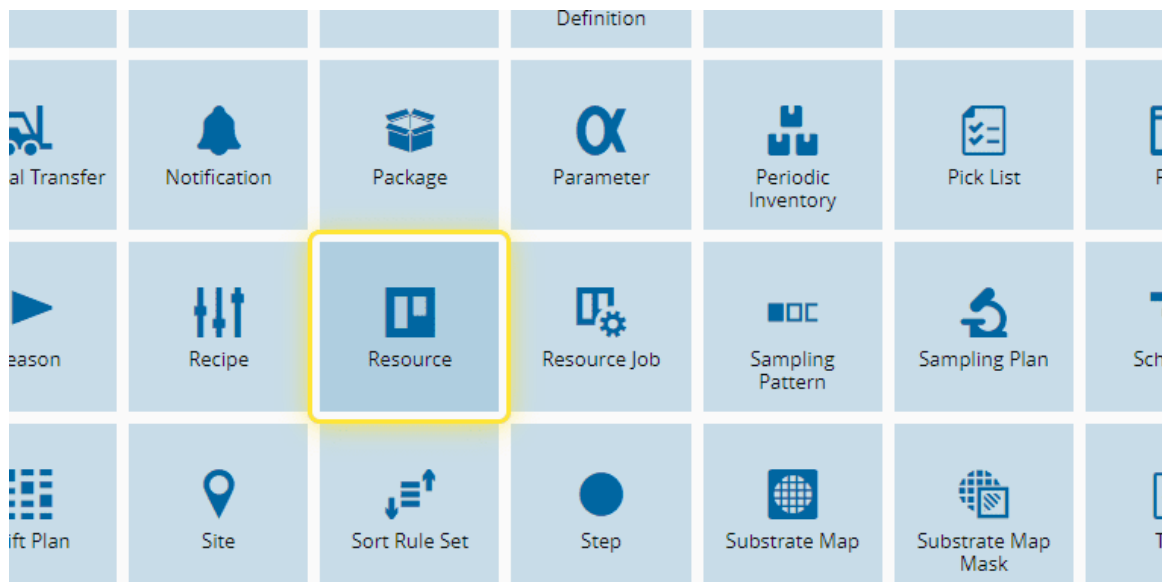 Definition
al Transfer
Notification
Package
Parameter
Periodic
Inventory
Pick List
eason
Recipe
Resource
Resource Job
Sampling
Pattern
Sampling Plan
Sch
ift Plan
Site
Sort Rule Set
Step
Substrate Map
Substrate Map
Mask
T